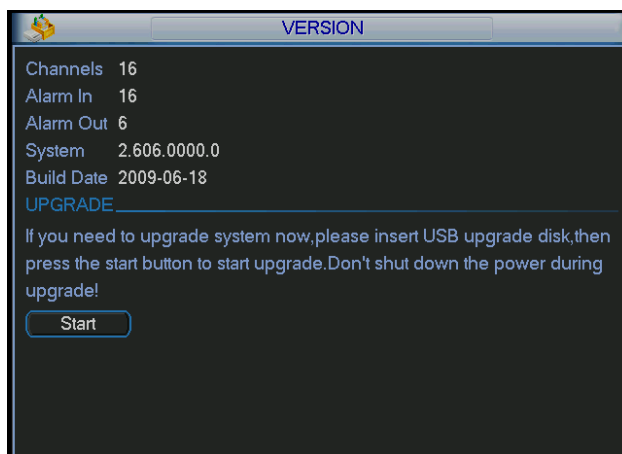 VERSION
Channels 16
Alarm In 16
Alarm Out 6
System 2.606.0000.0
Build Date 2009-06-18
UPGRADE
If you need to upgrade system now,please insert USB upgrade disk,then
press the start button to start upgrade.Don't shut down the power during
upgrade!
Start